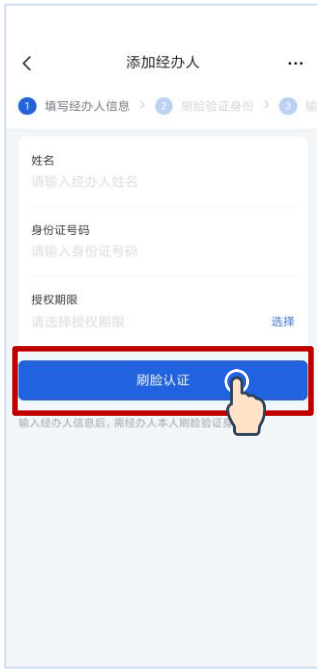 添加经办人
1 填写经办人信息 > 2 刷脸验证身份 > 3 输
姓名
请输入经办人姓名
身份证号码
请输入身份证号码
授权期限
请选择授权期限 选择
刷脸认证
输入经办人信息后，需经办人本人刷脸验证身